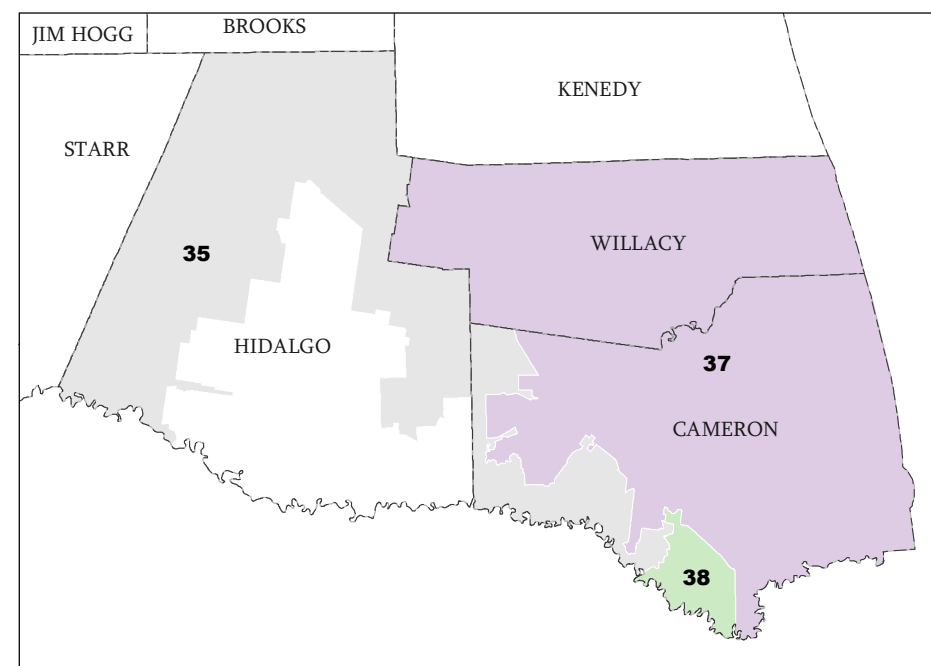 JIM HOGG
BROOKS
KENEDY
STARR
35
WILLACY
HIDALGO
37
CAMERON
38